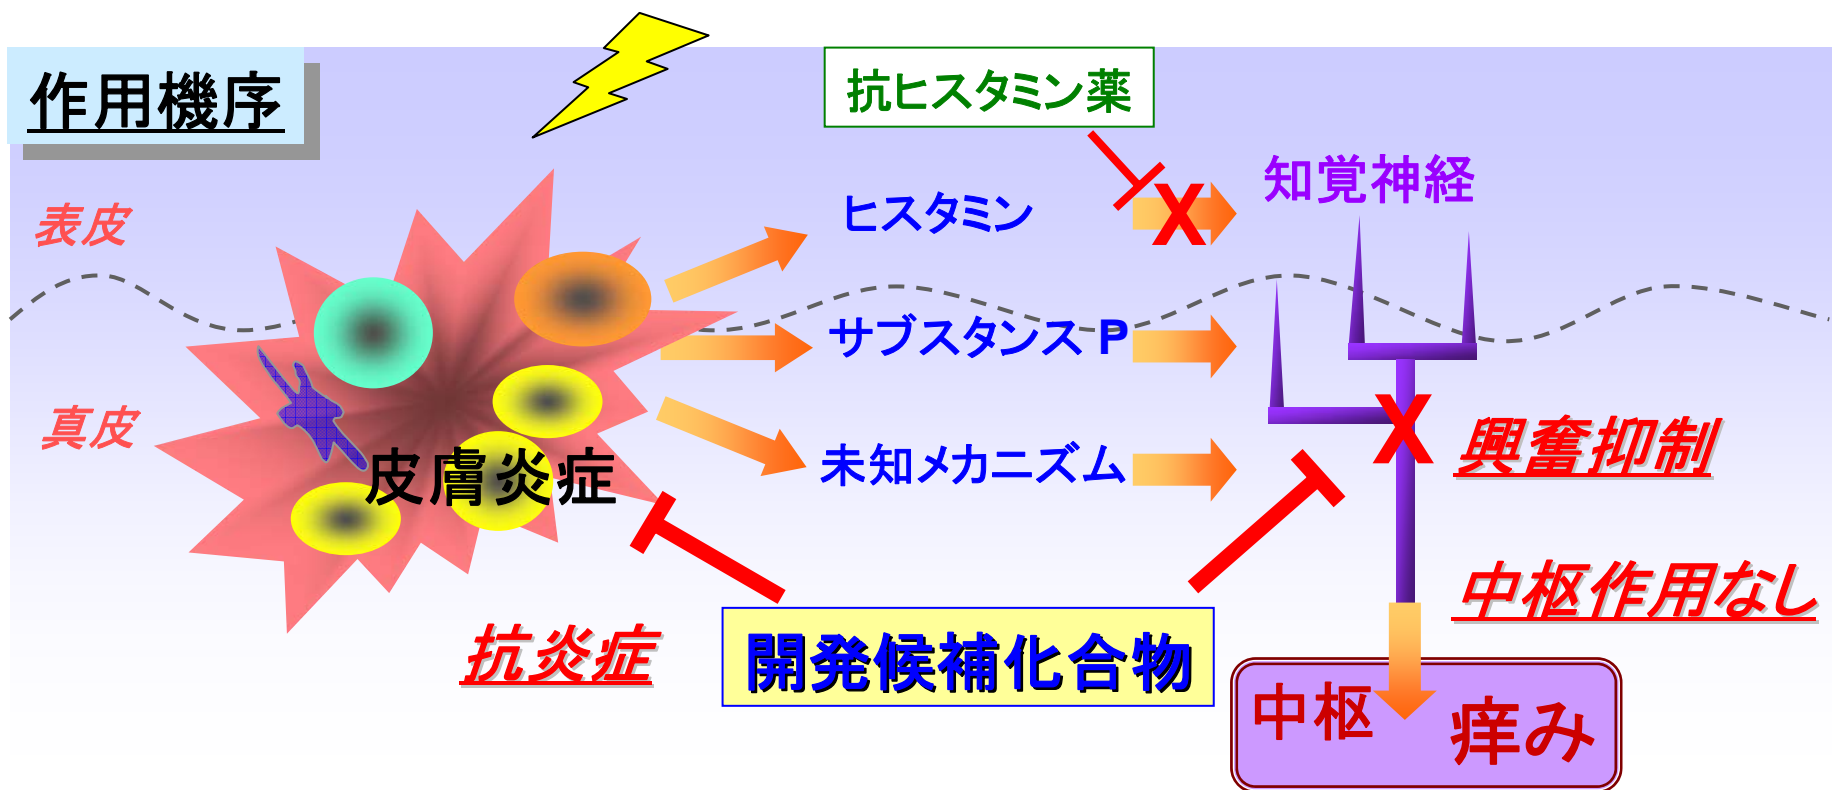 作用機序
抗ヒスタミン薬
知覚神経
表皮
ヒスタミン
サブスタンスP
真皮
未知メカニズム
皮膚炎症
X
X
興奮抑制
中枢作用なし
抗炎症
開発候補化合物
中枢
痒み